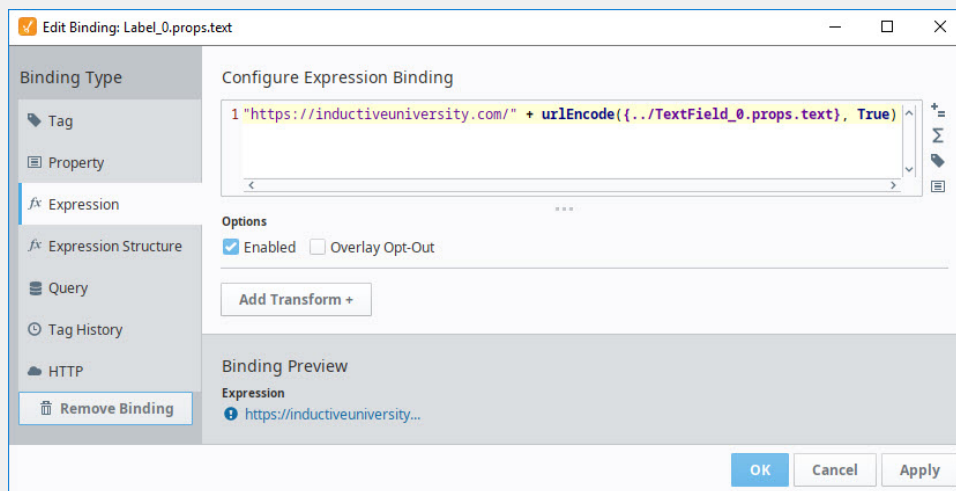 Edit Binding: Label_0.props.text
Binding Type
Tag
Property
fx Expression
fx Expression Structure
Query
Tag History
HTTP
Remove Binding
Configure Expression Binding
1 "https://inductiveuniversity.com/" + urlEncode({../TextField_0.props.text}, True)
Options
Enabled Overlay Opt-Out
Add Transform +
Binding Preview
Expression
https://inductiveuniversity...
OK Cancel Apply